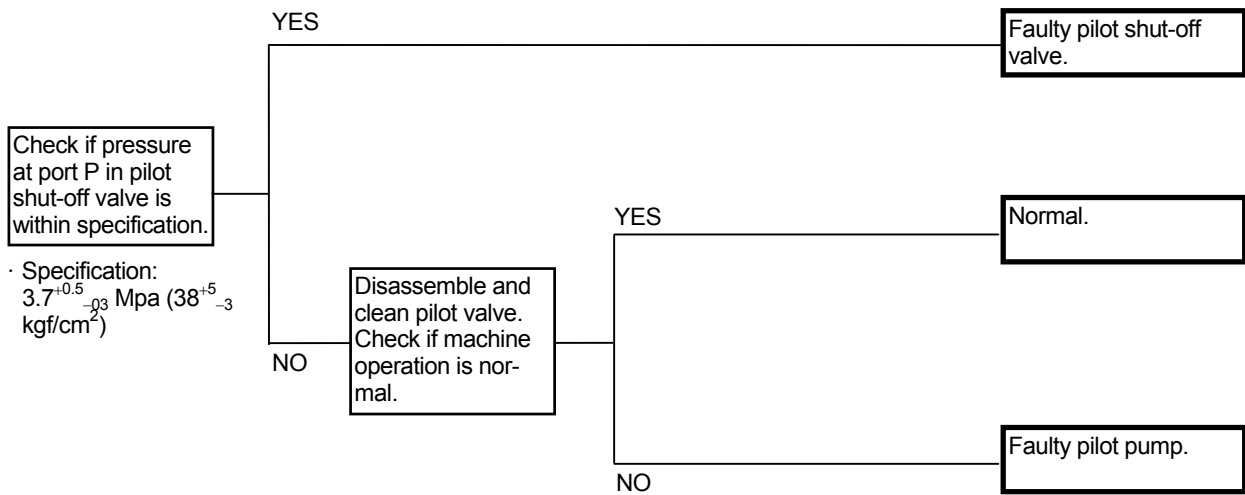 YES
Faulty pilot shut-off
valve.
Check if pressure
at port P in pilot
shut-off valve is
within specification.
· Specification:
3.7⁺⁰·⁵₋₀₃ Mpa (38⁺⁵₋₃
kgf/cm²)
NO
Disassemble and
clean pilot valve.
Check if machine
operation is nor-
mal.
YES
Normal.
NO
Faulty pilot pump.